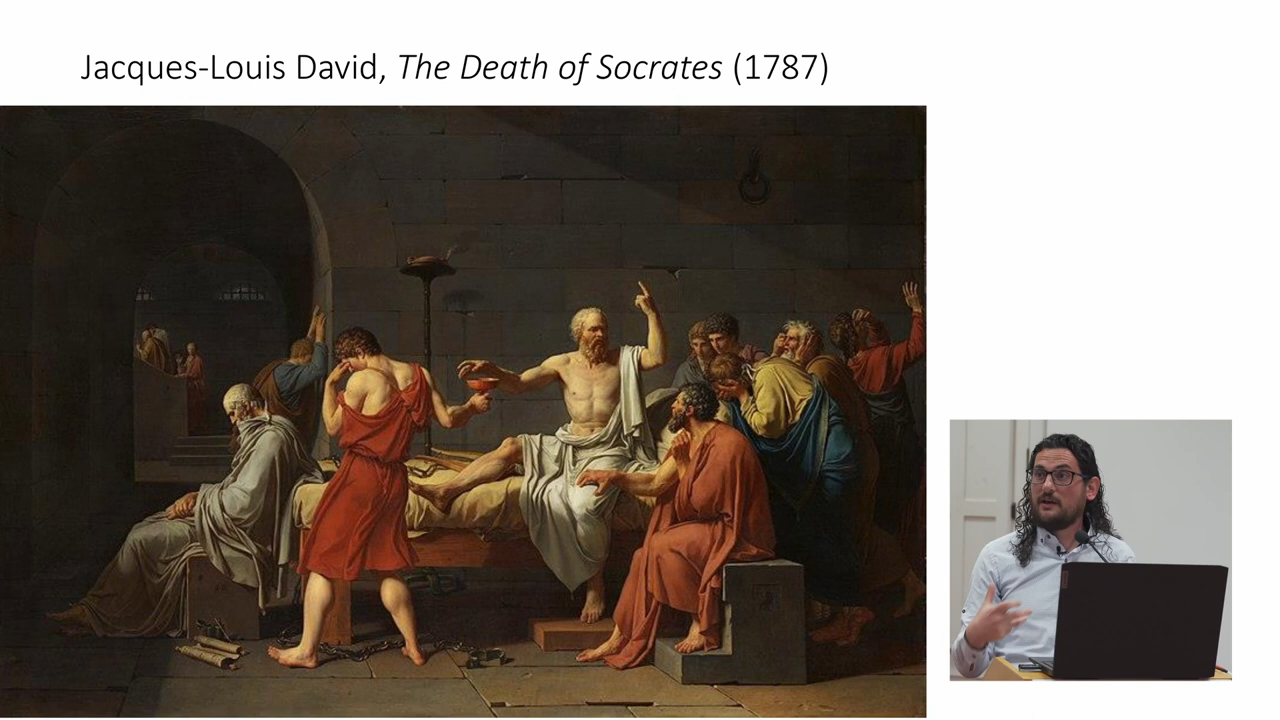 Jacques-Louis David, The Death of Socrates (1787)